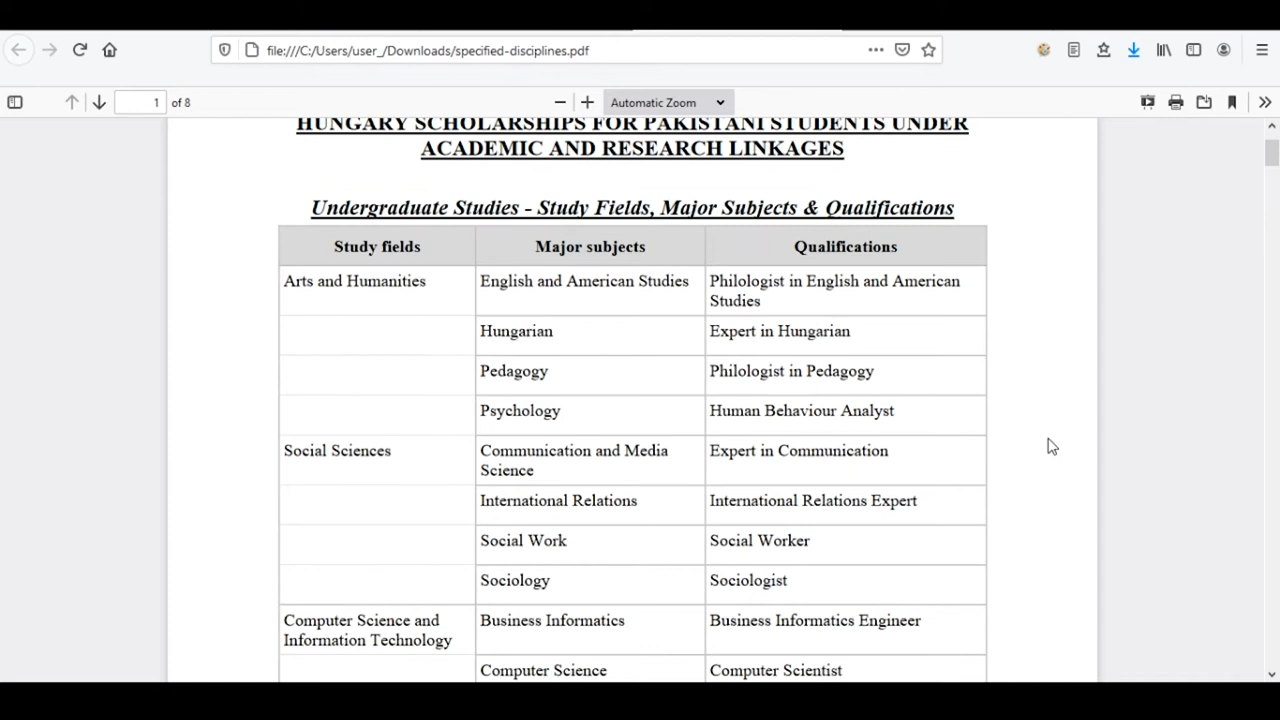 file:///C:/Users/user_/Downloads/specified-disciplines.pdf
1 of 8
Automatic Zoom
HUNGARY SCHOLARSHIPS FOR PAKISTANI STUDENTS UNDER
ACADEMIC AND RESEARCH LINKAGES
Undergraduate Studies - Study Fields, Major Subjects & Qualifications
Study fields Major subjects Qualifications
Arts and Humanities English and American Studies Philologist in English and American
Studies
Hungarian Expert in Hungarian
Pedagogy Philologist in Pedagogy
Psychology Human Behaviour Analyst
Social Sciences Communication and Media Expert in Communication
Science
International Relations International Relations Expert
Social Work Social Worker
Sociology Sociologist
Computer Science and Business Informatics Business Informatics Engineer
Information Technology
Computer Science Computer Scientist